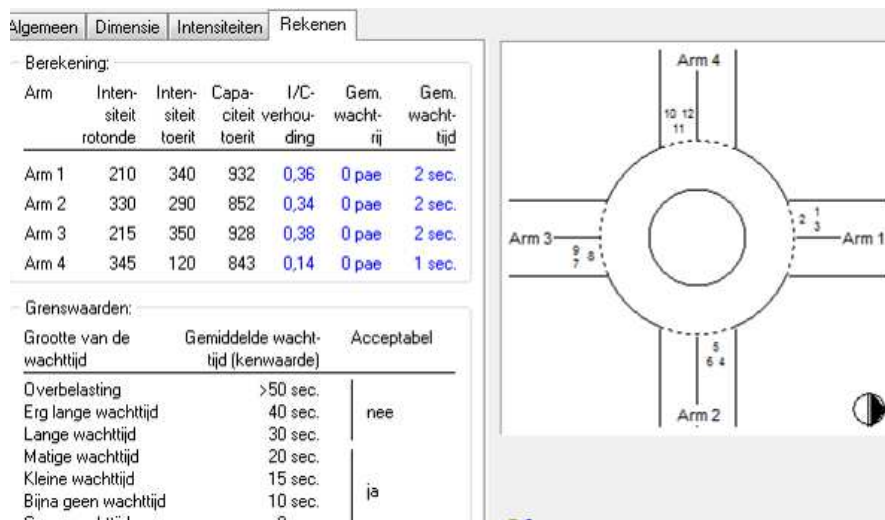 Algemeen Dimensie Intensiteiten Rekenen
Berekening:
Arm Inten- Inten- Capa- I/C- Gem. Gem.
siteit siteit citeit verhou- wacht- wacht-
rotonde toerit toerit ding rij tijd
Arm 1 210 340 932 0,36 0 pae 2 sec.
Arm 2 330 290 852 0,34 0 pae 2 sec.
Arm 3 215 350 928 0,38 0 pae 2 sec.
Arm 4 345 120 843 0,14 0 pae 1 sec.
Grenswaarden:
Grootte van de Gemiddelde wacht- Acceptabel
wachttijd tijd (kenwaarde)
Overbelasting >50 sec.
Erg lange wachttijd 40 sec. nee
Lange wachttijd 30 sec.
Matige wachttijd 20 sec.
Kleine wachttijd 15 sec.
ja
Bijna geen wachttijd 10 sec.
Arm 4
10 12
11
Arm 3
9
7 8
2 1
3
Arm 1
5
6 4
Arm 2